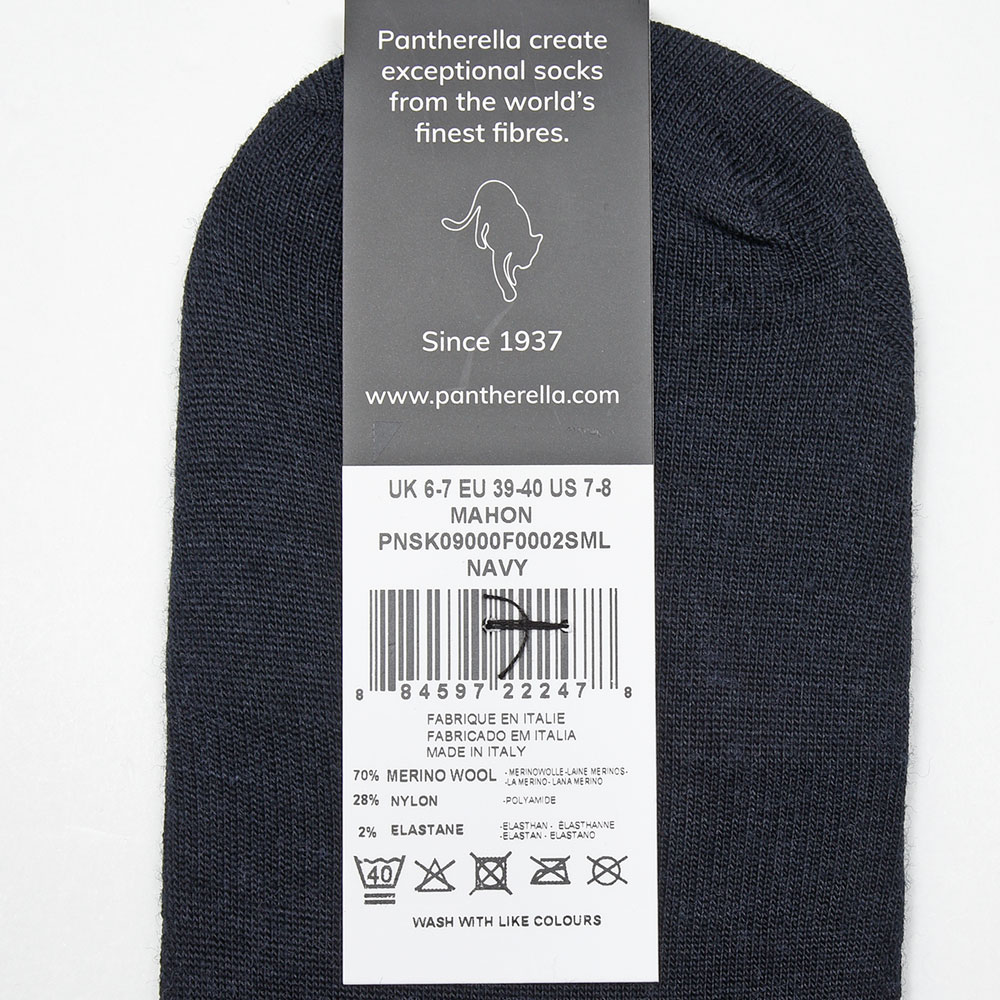 Pantherella create
exceptional socks
from the world's
finest fibres.
Since 1937
www.pantherella.com
UK 6-7 EU 39-40 US 7-8
MAHON
PNSK09000F0002SML
NAVY
8 84597 22247 8
FABRIQUE EN ITALIE
FABRICADO EM ITALIA
MADE IN ITALY
70% MERINO WOOL -MERINOWOLLE-LAINE MERINOS-
-LA MERINO-LANA MERINO
28% NYLON -POLYAMIDE
2% ELASTANE -ELASTHAN- ÉLASTHANNE
-ELASTAN-ELASTANO
40
WASH WITH LIKE COLOURS